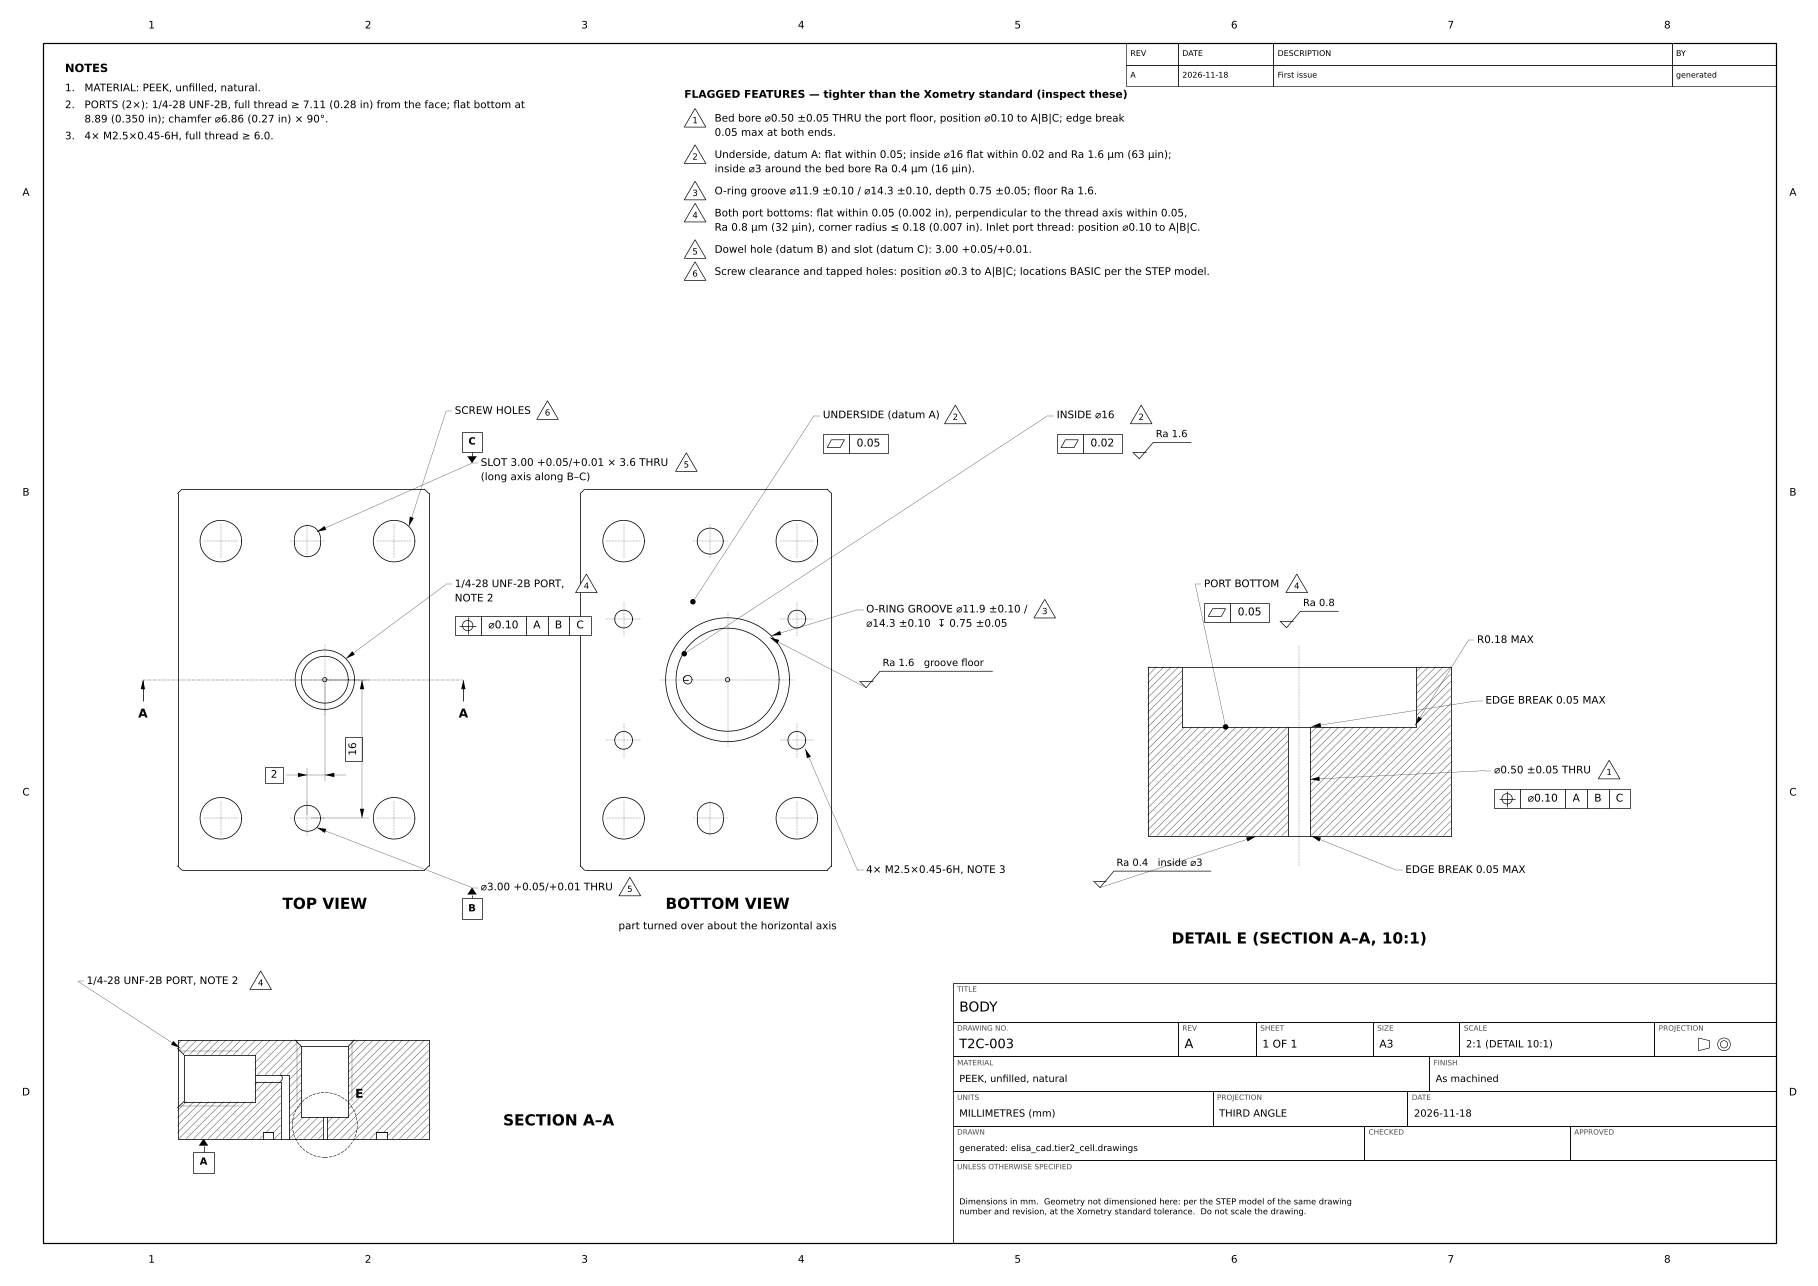 1 2 3 4 5 6 7 8
NOTES
1. MATERIAL: PEEK, unfilled, natural.
2. PORTS (2×): 1/4-28 UNF-2B, full thread ≥ 7.11 (0.28 in) from the face; flat bottom at
8.89 (0.350 in); chamfer ⌀6.86 (0.27 in) × 90°.
3. 4× M2.5×0.45-6H, full thread ≥ 6.0.
REV DATE DESCRIPTION BY
A 2026-11-18 First issue generated
FLAGGED FEATURES — tighter than the Xometry standard (inspect these)
1 Bed bore ⌀0.50 ±0.05 THRU the port floor, position ⌀0.10 to A|B|C; edge break
0.05 max at both ends.
2 Underside, datum A: flat within 0.05; inside ⌀16 flat within 0.02 and Ra 1.6 µm (63 µin);
inside ⌀3 around the bed bore Ra 0.4 µm (16 µin).
3 O-ring groove ⌀11.9 ±0.10 / ⌀14.3 ±0.10, depth 0.75 ±0.05; floor Ra 1.6.
4 Both port bottoms: flat within 0.05 (0.002 in), perpendicular to the thread axis within 0.05,
Ra 0.8 µm (32 µin), corner radius ≤ 0.18 (0.007 in). Inlet port thread: position ⌀0.10 to A|B|C.
5 Dowel hole (datum B) and slot (datum C): 3.00 +0.05/+0.01.
6 Screw clearance and tapped holes: position ⌀0.3 to A|B|C; locations BASIC per the STEP model.
A A
B B
C C
D D
SCREW HOLES 6
C
SLOT 3.00 +0.05/+0.01 × 3.6 THRU 5
(long axis along B–C)
1/4-28 UNF-2B PORT, 4
NOTE 2
⌀0.10 A B C
A A
16
2
⌀3.00 +0.05/+0.01 THRU 5
B
TOP VIEW
UNDERSIDE (datum A) 2
0.05
INSIDE ⌀16 2
0.02 Ra 1.6
O-RING GROOVE ⌀11.9 ±0.10 / 3
⌀14.3 ±0.10 ↧ 0.75 ±0.05
Ra 1.6 groove floor
4× M2.5×0.45-6H, NOTE 3
BOTTOM VIEW
part turned over about the horizontal axis
PORT BOTTOM 4
0.05 Ra 0.8
R0.18 MAX
EDGE BREAK 0.05 MAX
⌀0.50 ±0.05 THRU 1
⌀0.10 A B C
Ra 0.4 inside ⌀3
EDGE BREAK 0.05 MAX
DETAIL E (SECTION A–A, 10:1)
1/4-28 UNF-2B PORT, NOTE 2 4
E
A
SECTION A–A
TITLE
BODY
DRAWING NO. REV SHEET SIZE SCALE PROJECTION
T2C-003 A 1 OF 1 A3 2:1 (DETAIL 10:1)
MATERIAL FINISH
PEEK, unfilled, natural As machined
UNITS PROJECTION DATE
MILLIMETRES (mm) THIRD ANGLE 2026-11-18
DRAWN CHECKED APPROVED
generated: elisa_cad.tier2_cell.drawings
UNLESS OTHERWISE SPECIFIED
Dimensions in mm. Geometry not dimensioned here: per the STEP model of the same drawing
number and revision, at the Xometry standard tolerance. Do not scale the drawing.
1 2 3 4 5 6 7 8